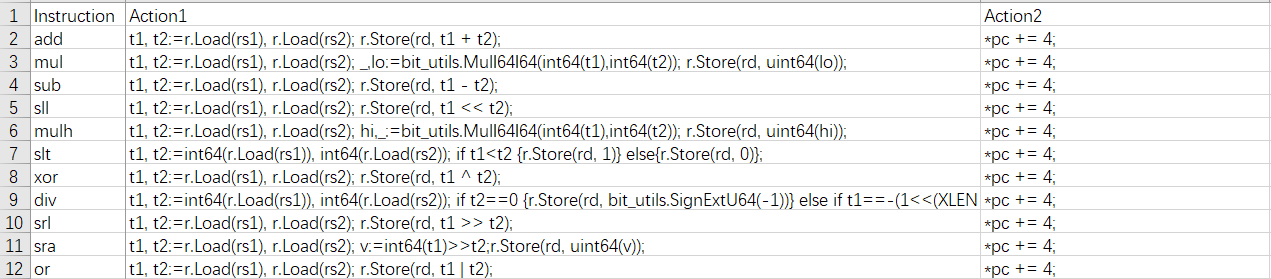 1 Instruction Action1 Action2
2 add t1, t2:=r.Load(rs1), r.Load(rs2); r.Store(rd, t1 + t2); *pc += 4;
3 mul t1, t2:=r.Load(rs1), r.Load(rs2); _,lo:=bit_utils.Mull64I64(int64(t1),int64(t2)); r.Store(rd, uint64(lo)); *pc += 4;
4 sub t1, t2:=r.Load(rs1), r.Load(rs2); r.Store(rd, t1 - t2); *pc += 4;
5 sll t1, t2:=r.Load(rs1), r.Load(rs2); r.Store(rd, t1 << t2); *pc += 4;
6 mulh t1, t2:=r.Load(rs1), r.Load(rs2); hi,_:=bit_utils.Mull64I64(int64(t1),int64(t2)); r.Store(rd, uint64(hi)); *pc += 4;
7 slt t1, t2:=int64(r.Load(rs1)), int64(r.Load(rs2)); if t1<t2 {r.Store(rd, 1)} else{r.Store(rd, 0)}; *pc += 4;
8 xor t1, t2:=r.Load(rs1), r.Load(rs2); r.Store(rd, t1 ^ t2); *pc += 4;
9 div t1, t2:=int64(r.Load(rs1)), int64(r.Load(rs2)); if t2==0 {r.Store(rd, bit_utils.SignExtU64(-1))} else if t1==-(1<<(XLEN *pc += 4;
10 srl t1, t2:=r.Load(rs1), r.Load(rs2); r.Store(rd, t1 >> t2); *pc += 4;
11 sra t1, t2:=r.Load(rs1), r.Load(rs2); v:=int64(t1)>>t2;r.Store(rd, uint64(v)); *pc += 4;
12 or t1, t2:=r.Load(rs1), r.Load(rs2); r.Store(rd, t1 | t2); *pc += 4;